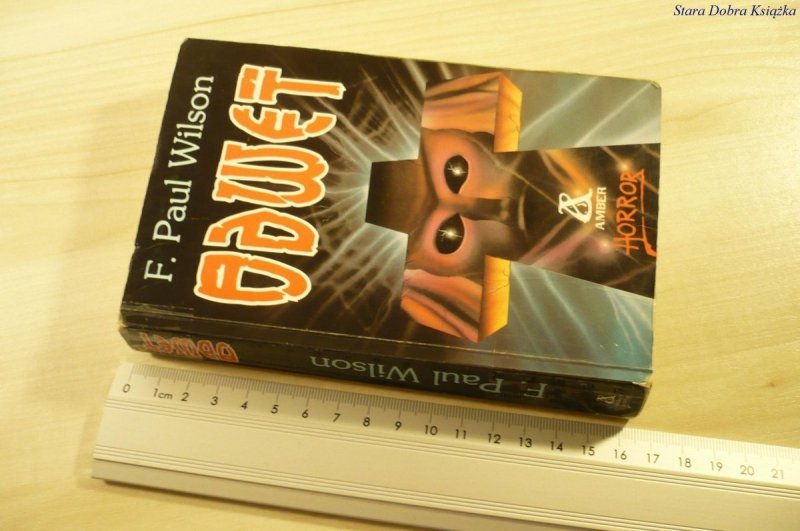 Stara Dobra Książka
F. Paul Wilson
ODWET
AMBER
HORROR
ODWET
F. Paul Wilson
0 1cm 2 3 4 5 6 7 8 9 10 11 12 13 14 15 16 17 18 19 20 21